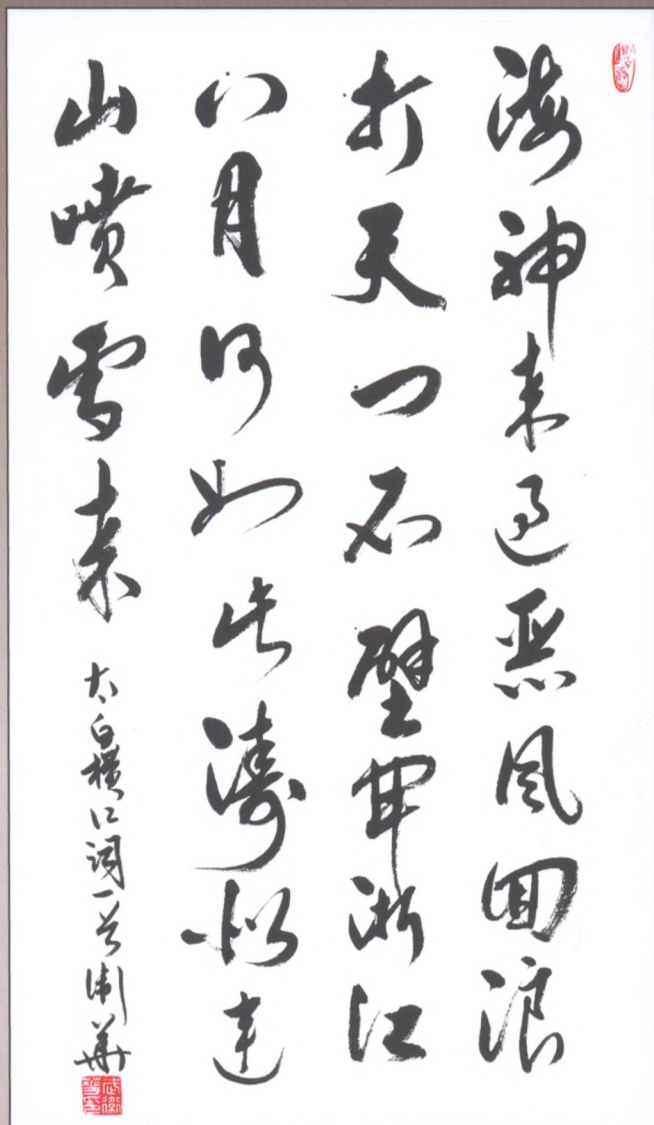 海神来过恶风回浪
打天门石壁开浙江
八月何如此涛似连
山喷雪来
太白横江词一首